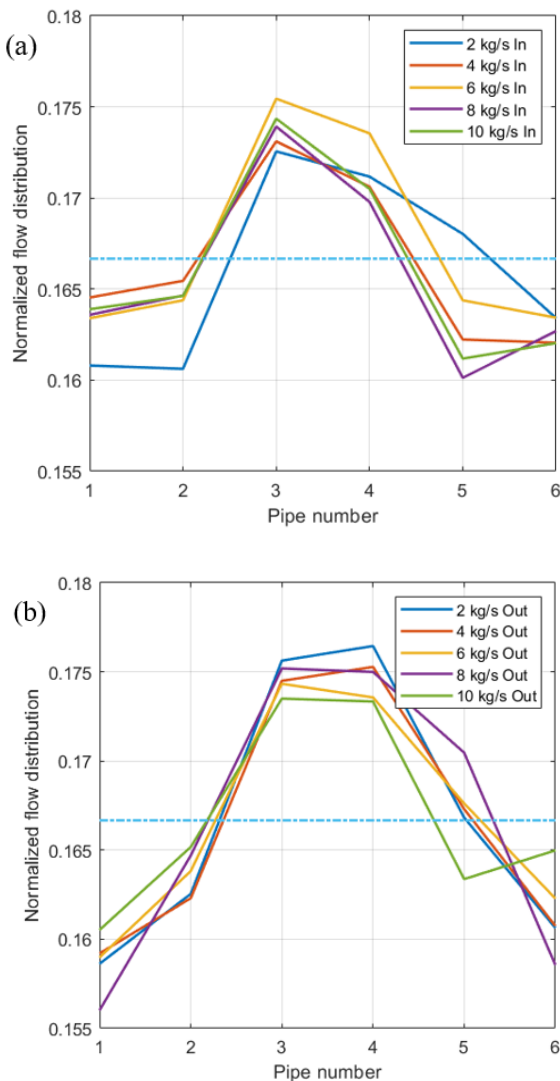 (a)
Normalized flow distribution
0.18
0.175
0.17
0.165
0.16
0.155
2 kg/s In
4 kg/s In
6 kg/s In
8 kg/s In
10 kg/s In
1 2 3 4 5 6
Pipe number
(b)
Normalized flow distribution
0.18
0.175
0.17
0.165
0.16
0.155
2 kg/s Out
4 kg/s Out
6 kg/s Out
8 kg/s Out
10 kg/s Out
1 2 3 4 5 6
Pipe number